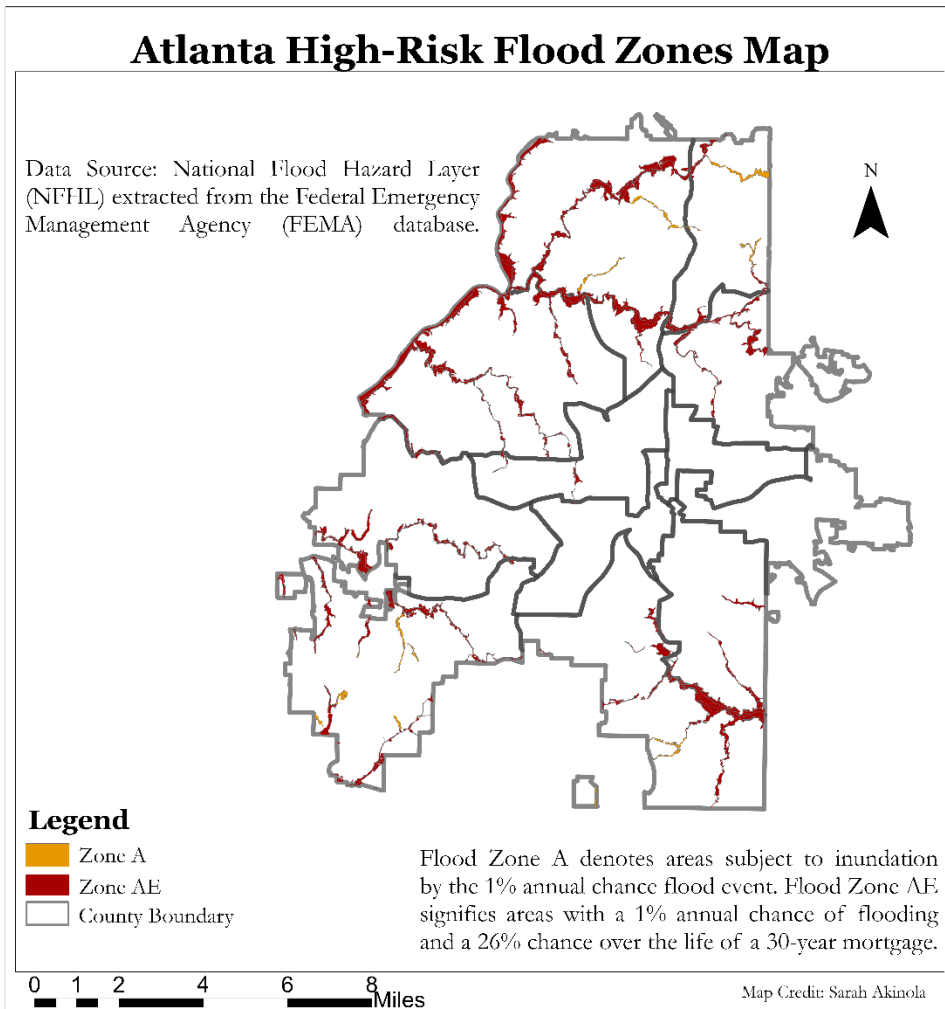 Atlanta High-Risk Flood Zones Map
Data Source: National Flood Hazard Layer
(NFHL) extracted from the Federal Emergency
Management Agency (FEMA) database.
N
Legend
Zone A
Zone AE
County Boundary
Flood Zone A denotes areas subject to inundation
by the 1% annual chance flood event. Flood Zone AE
signifies areas with a 1% annual chance of flooding
and a 26% chance over the life of a 30-year mortgage.
0 1 2 4 6 8
Miles
Map Credit: Sarah Akinola